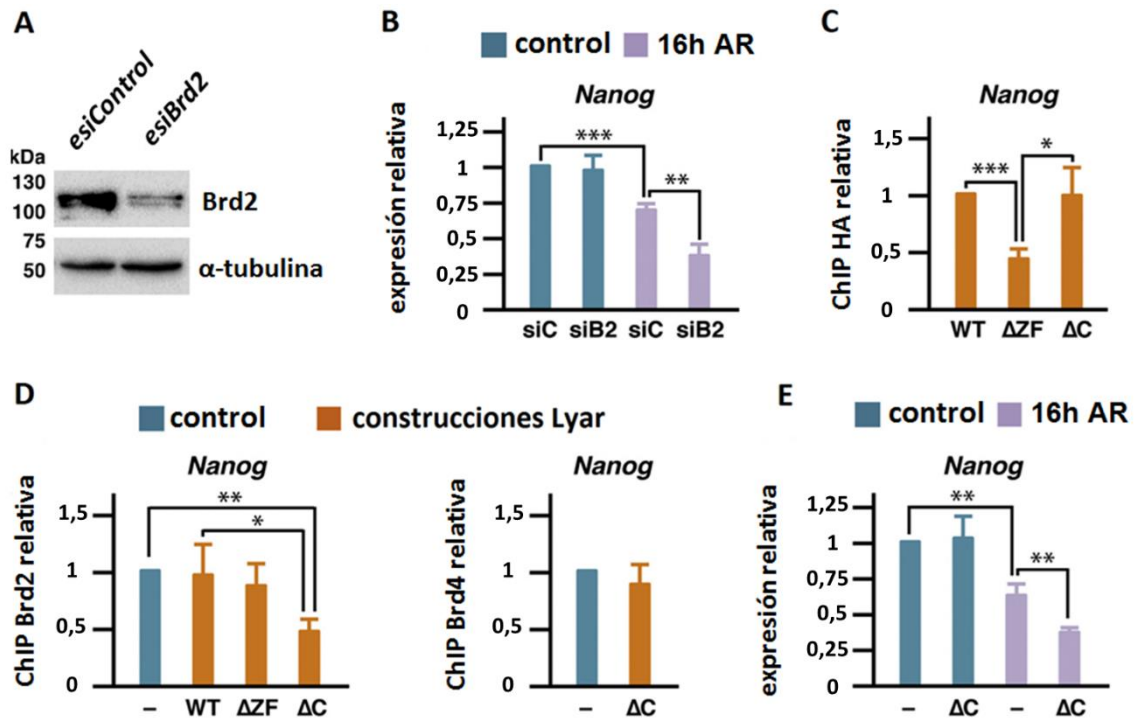 A
esiControl
esiBrd2
kDa
130
100
Brd2
75
50
α-tubulina
B
control
16h AR
Nanog
expresión relativa
1,25
1
0,75
0,5
0,25
0
***
**
siC
siB2
siC
siB2
C
Nanog
ChIP HA relativa
1,5
1
0,5
0
***
*
WT
ΔZF
ΔC
D
control
construcciones Lyar
Nanog
ChIP Brd2 relativa
1,5
1
0,5
0
**
*
–
WT
ΔZF
ΔC
Nanog
ChIP Brd4 relativa
1,5
1
0,5
0
–
ΔC
E
control
16h AR
Nanog
expresión relativa
1,25
1
0,75
0,5
0,25
0
**
**
–
ΔC
–
ΔC